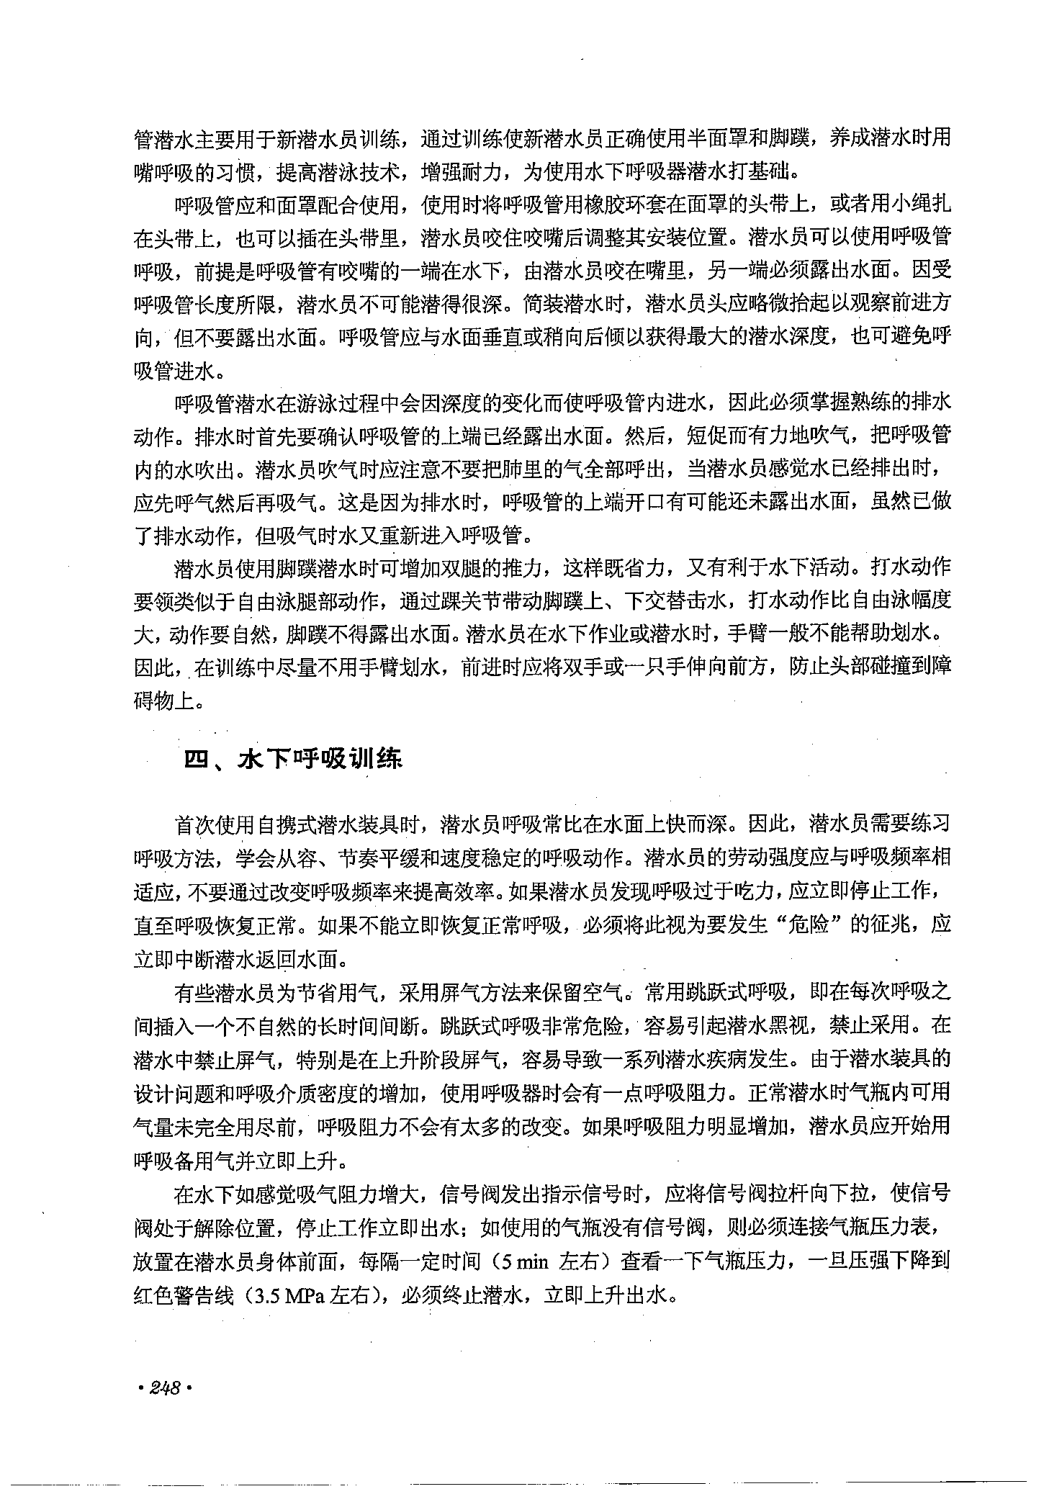 管潜水主要用于新潜水员训练，通过训练使新潜水员正确使用半面罩和脚蹼，养成潜水时用
嘴呼吸的习惯，提高潜泳技术，增强耐力，为使用水下呼吸器潜水打基础。
呼吸管应和面罩配合使用，使用时将呼吸管用橡胶环套在面罩的头带上，或者用小绳扎
在头带上，也可以插在头带里，潜水员咬住咬嘴后调整其安装位置。潜水员可以使用呼吸管
呼吸，前提是呼吸管有咬嘴的一端在水下，由潜水员咬在嘴里，另一端必须露出水面。因受
呼吸管长度所限，潜水员不可能潜得很深。简装潜水时，潜水员头应略微抬起以观察前进方
向，但不要露出水面。呼吸管应与水面垂直或稍向后倾以获得最大的潜水深度，也可避免呼
吸管进水。
呼吸管潜水在游泳过程中会因深度的变化而使呼吸管内进水，因此必须掌握熟练的排水
动作。排水时首先要确认呼吸管的上端已经露出水面。然后，短促而有力地吹气，把呼吸管
内的水吹出。潜水员吹气时应注意不要把肺里的气全部呼出，当潜水员感觉水已经排出时，
应先呼气然后再吸气。这是因为排水时，呼吸管的上端开口有可能还未露出水面，虽然已做
了排水动作，但吸气时水又重新进入呼吸管。
潜水员使用脚蹼潜水时可增加双腿的推力，这样既省力，又有利于水下活动。打水动作
要领类似于自由泳腿部动作，通过踝关节带动脚蹼上、下交替击水，打水动作比自由泳幅度
大，动作要自然，脚蹼不得露出水面。潜水员在水下作业或潜水时，手臂一般不能帮助划水。
因此，在训练中尽量不用手臂划水，前进时应将双手或一只手伸向前方，防止头部碰撞到障
碍物上。
四、水下呼吸训练
首次使用自携式潜水装具时，潜水员呼吸常比在水面上快而深。因此，潜水员需要练习
呼吸方法，学会从容、节奏平缓和速度稳定的呼吸动作。潜水员的劳动强度应与呼吸频率相
适应，不要通过改变呼吸频率来提高效率。如果潜水员发现呼吸过于吃力，应立即停止工作，
直至呼吸恢复正常。如果不能立即恢复正常呼吸，必须将此视为要发生“危险”的征兆，应
立即中断潜水返回水面。
有些潜水员为节省用气，采用屏气方法来保留空气。常用跳跃式呼吸，即在每次呼吸之
间插入一个不自然的长时间间断。跳跃式呼吸非常危险，容易引起潜水黑视，禁止采用。在
潜水中禁止屏气，特别是在上升阶段屏气，容易导致一系列潜水疾病发生。由于潜水装具的
设计问题和呼吸介质密度的增加，使用呼吸器时会有一点呼吸阻力。正常潜水时气瓶内可用
气量未完全用尽前，呼吸阻力不会有太多的改变。如果呼吸阻力明显增加，潜水员应开始用
呼吸备用气并立即上升。
在水下如感觉吸气阻力增大，信号阀发出指示信号时，应将信号阀拉杆向下拉，使信号
阀处于解除位置，停止工作立即出水；如使用的气瓶没有信号阀，则必须连接气瓶压力表，
放置在潜水员身体前面，每隔一定时间（5 min 左右）查看一下气瓶压力，一旦压强下降到
红色警告线（3.5 MPa 左右），必须终止潜水，立即上升出水。
·248·